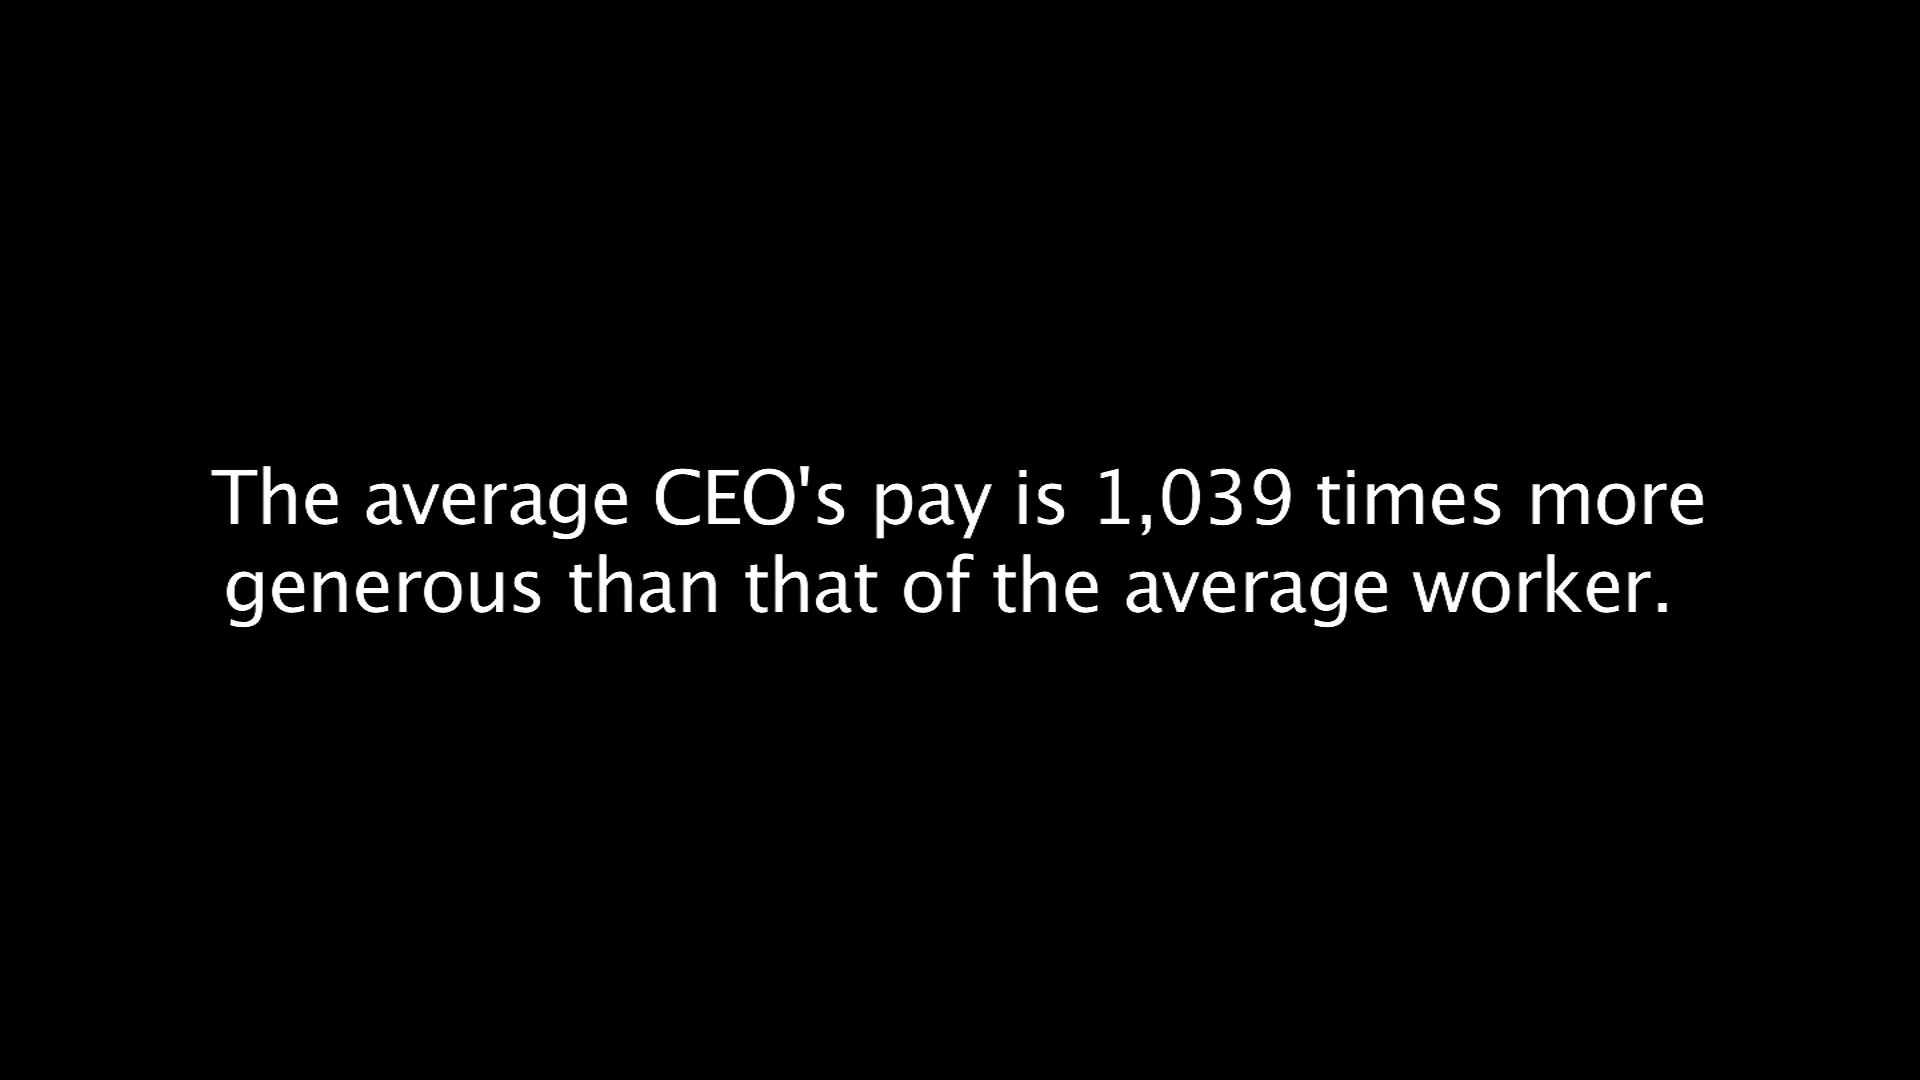 The average CEO's pay is 1,039 times more
generous than that of the average worker.